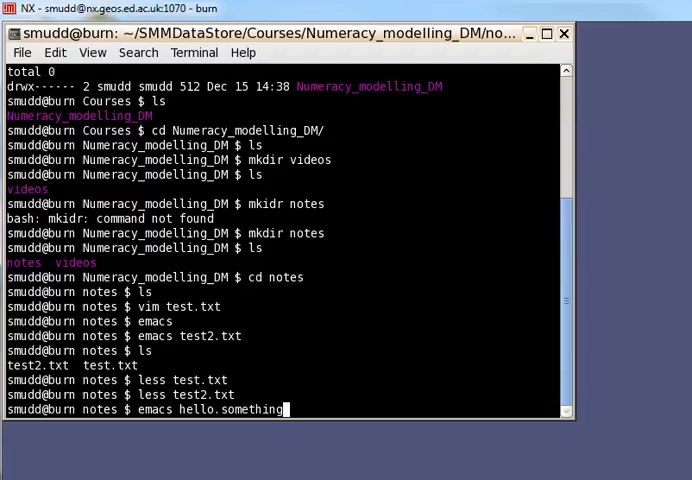 NX - smudd@nx.geos.ed.ac.uk:1070 - burn
smudd@burn: ~/SMMDataStore/Courses/Numeracy_modelling_DM/no...
File Edit View Search Terminal Help
total 0
drwx------ 2 smudd smudd 512 Dec 15 14:38 Numeracy_modelling_DM
smudd@burn Courses $ ls
Numeracy_modelling_DM
smudd@burn Courses $ cd Numeracy_modelling_DM/
smudd@burn Numeracy_modelling_DM $ ls
smudd@burn Numeracy_modelling_DM $ mkdir videos
smudd@burn Numeracy_modelling_DM $ ls
videos
smudd@burn Numeracy_modelling_DM $ mkidr notes
bash: mkidr: command not found
smudd@burn Numeracy_modelling_DM $ mkdir notes
smudd@burn Numeracy_modelling_DM $ ls
notes  videos
smudd@burn Numeracy_modelling_DM $ cd notes
smudd@burn notes $ ls
smudd@burn notes $ vim test.txt
smudd@burn notes $ emacs
smudd@burn notes $ emacs test2.txt
smudd@burn notes $ ls
test2.txt  test.txt
smudd@burn notes $ less test.txt
smudd@burn notes $ less test2.txt
smudd@burn notes $ emacs hello.something